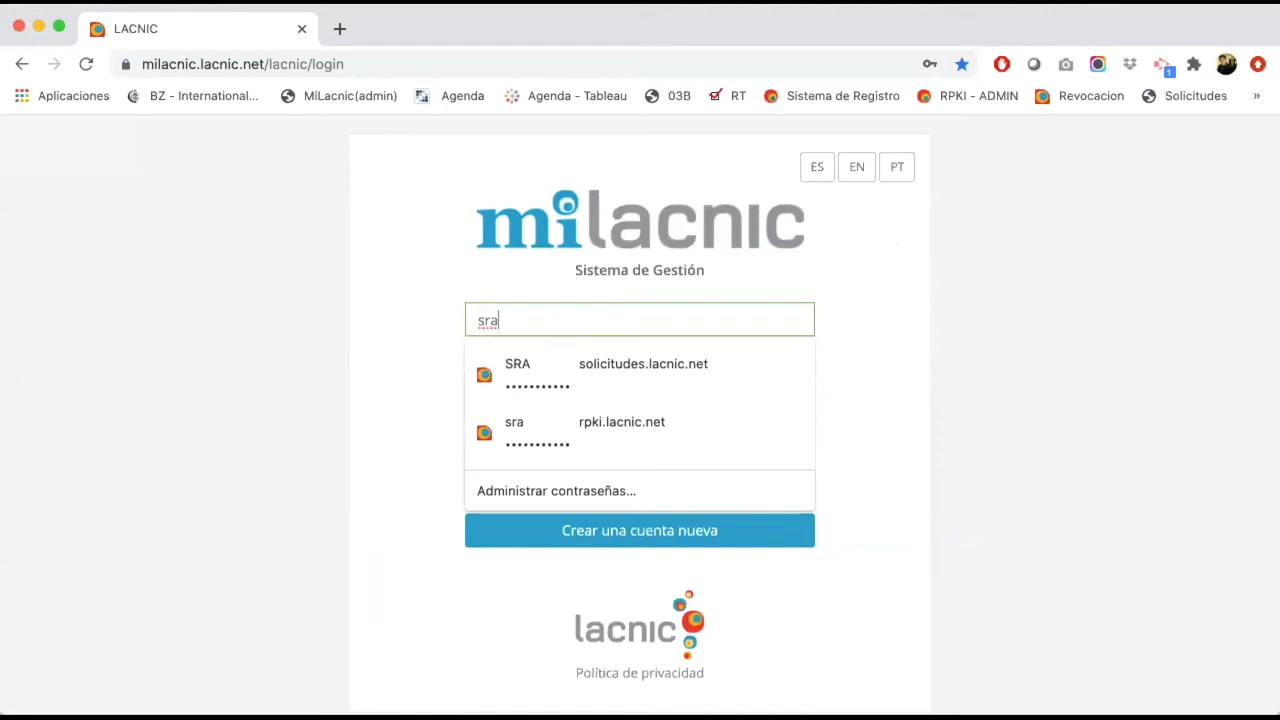 LACNIC
milacnic.lacnic.net/lacnic/login
1
Aplicaciones BZ - International... MiLacnic(admin) Agenda Agenda - Tableau 03B RT Sistema de Registro RPKI - ADMIN Revocacion Solicitudes »
ES EN PT
milacnic
Sistema de Gestión
sra
SRA solicitudes.lacnic.net
•••••••••••
sra rpki.lacnic.net
•••••••••••
Administrar contraseñas...
Crear una cuenta nueva
lacnic
Política de privacidad